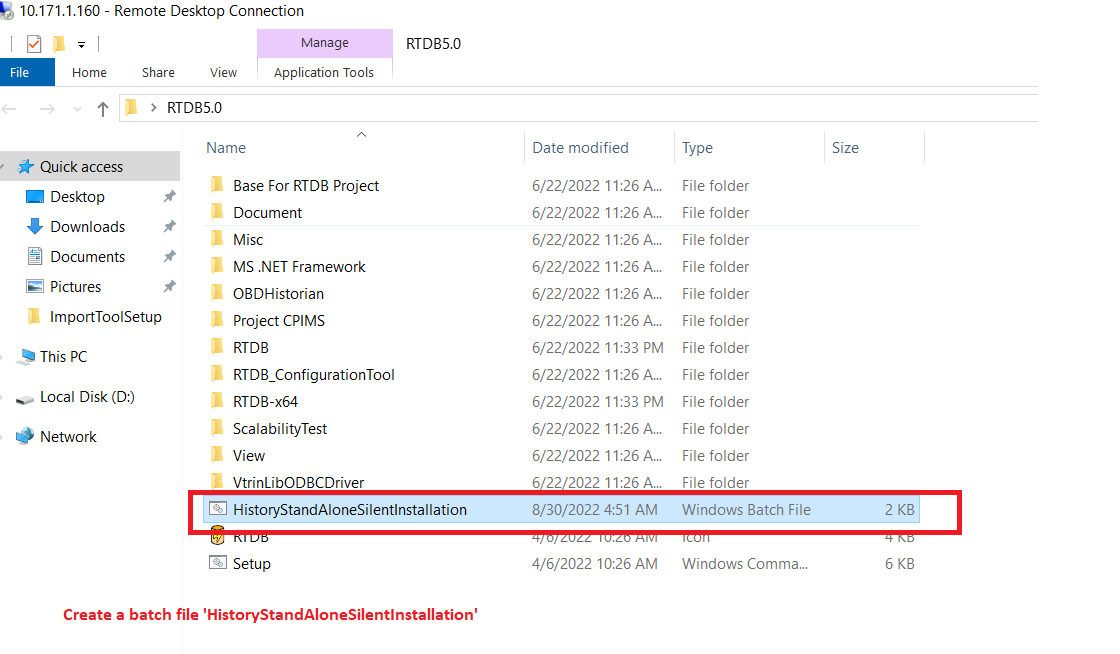 10.171.1.160 - Remote Desktop Connection
Manage RTDB5.0
File Home Share View Application Tools
RTDB5.0
Name Date modified Type Size
Quick access
Desktop
Downloads
Documents
Pictures
ImportToolSetup
This PC
Local Disk (D:)
Network
Base For RTDB Project 6/22/2022 11:26 A... File folder
Document 6/22/2022 11:26 A... File folder
Misc 6/22/2022 11:26 A... File folder
MS .NET Framework 6/22/2022 11:26 A... File folder
OBDHistorian 6/22/2022 11:26 A... File folder
Project CPIMS 6/22/2022 11:26 A... File folder
RTDB 6/22/2022 11:33 PM File folder
RTDB_ConfigurationTool 6/22/2022 11:26 A... File folder
RTDB-x64 6/22/2022 11:33 PM File folder
ScalabilityTest 6/22/2022 11:26 A... File folder
View 6/22/2022 11:26 A... File folder
VtrinLibODBCDriver 6/22/2022 11:26 A... File folder
HistoryStandAloneSilentInstallation 8/30/2022 4:51 AM Windows Batch File 2 KB
RTDB 4/6/2022 10:26 AM Icon 4 KB
Setup 4/6/2022 10:26 AM Windows Comma... 6 KB
Create a batch file 'HistoryStandAloneSilentInstallation'